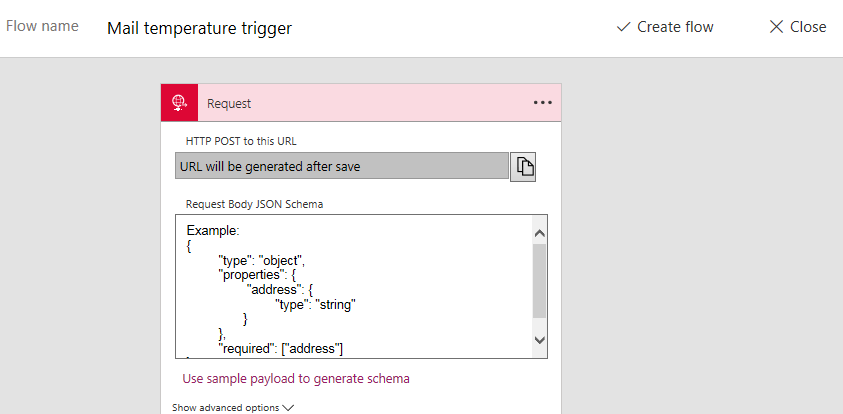 Flow name Mail temperature trigger Create flow Close
Request
HTTP POST to this URL
URL will be generated after save
Request Body JSON Schema
Example:
{
"type": "object",
"properties": {
"address": {
"type": "string"
}
},
"required": ["address"]
Use sample payload to generate schema
Show advanced options